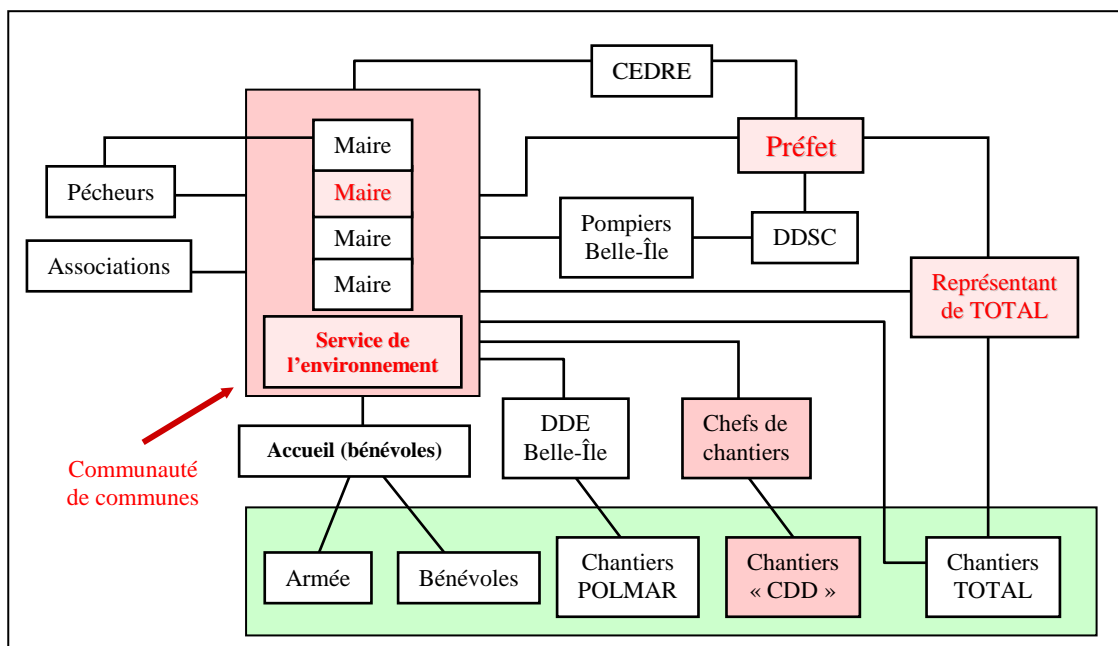 CEDRE
Maire
Préfet
Pécheurs
Maire
Pompiers
Belle-Île
DDSC
Maire
Associations
Maire
Représentant
de TOTAL
Service de
l’environnement
DDE
Belle-Île
Chefs de
chantiers
Accueil (bénévoles)
Communauté
de communes
Armée
Bénévoles
Chantiers
POLMAR
Chantiers
« CDD »
Chantiers
TOTAL